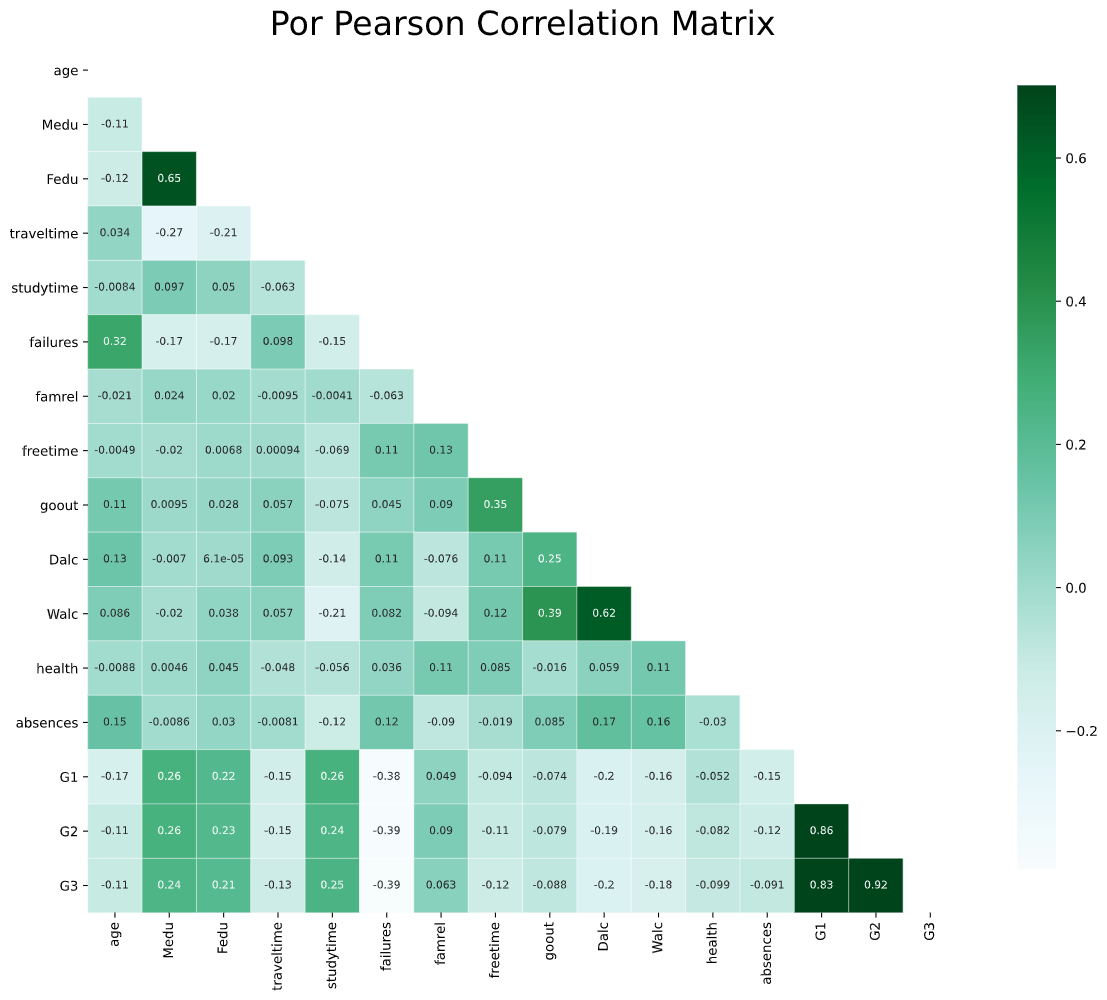 Por Pearson Correlation Matrix
age
Medu -0.11
Fedu -0.12 0.65
traveltime 0.034 -0.27 -0.21
studytime -0.0084 0.097 0.05 -0.063
failures 0.32 -0.17 -0.17 0.098 -0.15
famrel -0.021 0.024 0.02 -0.0095 -0.0041 -0.063
freetime -0.0049 -0.02 0.0068 0.00094 -0.069 0.11 0.13
goout 0.11 0.0095 0.028 0.057 -0.075 0.045 0.09 0.35
Dalc 0.13 -0.007 6.1e-05 0.093 -0.14 0.11 -0.076 0.11 0.25
Walc 0.086 -0.02 0.038 0.057 -0.21 0.082 -0.094 0.12 0.39 0.62
health -0.0088 0.0046 0.045 -0.048 -0.056 0.036 0.11 0.085 -0.016 0.059 0.11
absences 0.15 -0.0086 0.03 -0.0081 -0.12 0.12 -0.09 -0.019 0.085 0.17 0.16 -0.03
G1 -0.17 0.26 0.22 -0.15 0.26 -0.38 0.049 -0.094 -0.074 -0.2 -0.16 -0.052 -0.15
G2 -0.11 0.26 0.23 -0.15 0.24 -0.39 0.09 -0.11 -0.079 -0.19 -0.16 -0.082 -0.12 0.86
G3 -0.11 0.24 0.21 -0.13 0.25 -0.39 0.063 -0.12 -0.088 -0.2 -0.18 -0.099 -0.091 0.83 0.92
age Medu Fedu traveltime studytime failures famrel freetime goout Dalc Walc health absences G1 G2 G3
0.6
0.4
0.2
0.0
−0.2